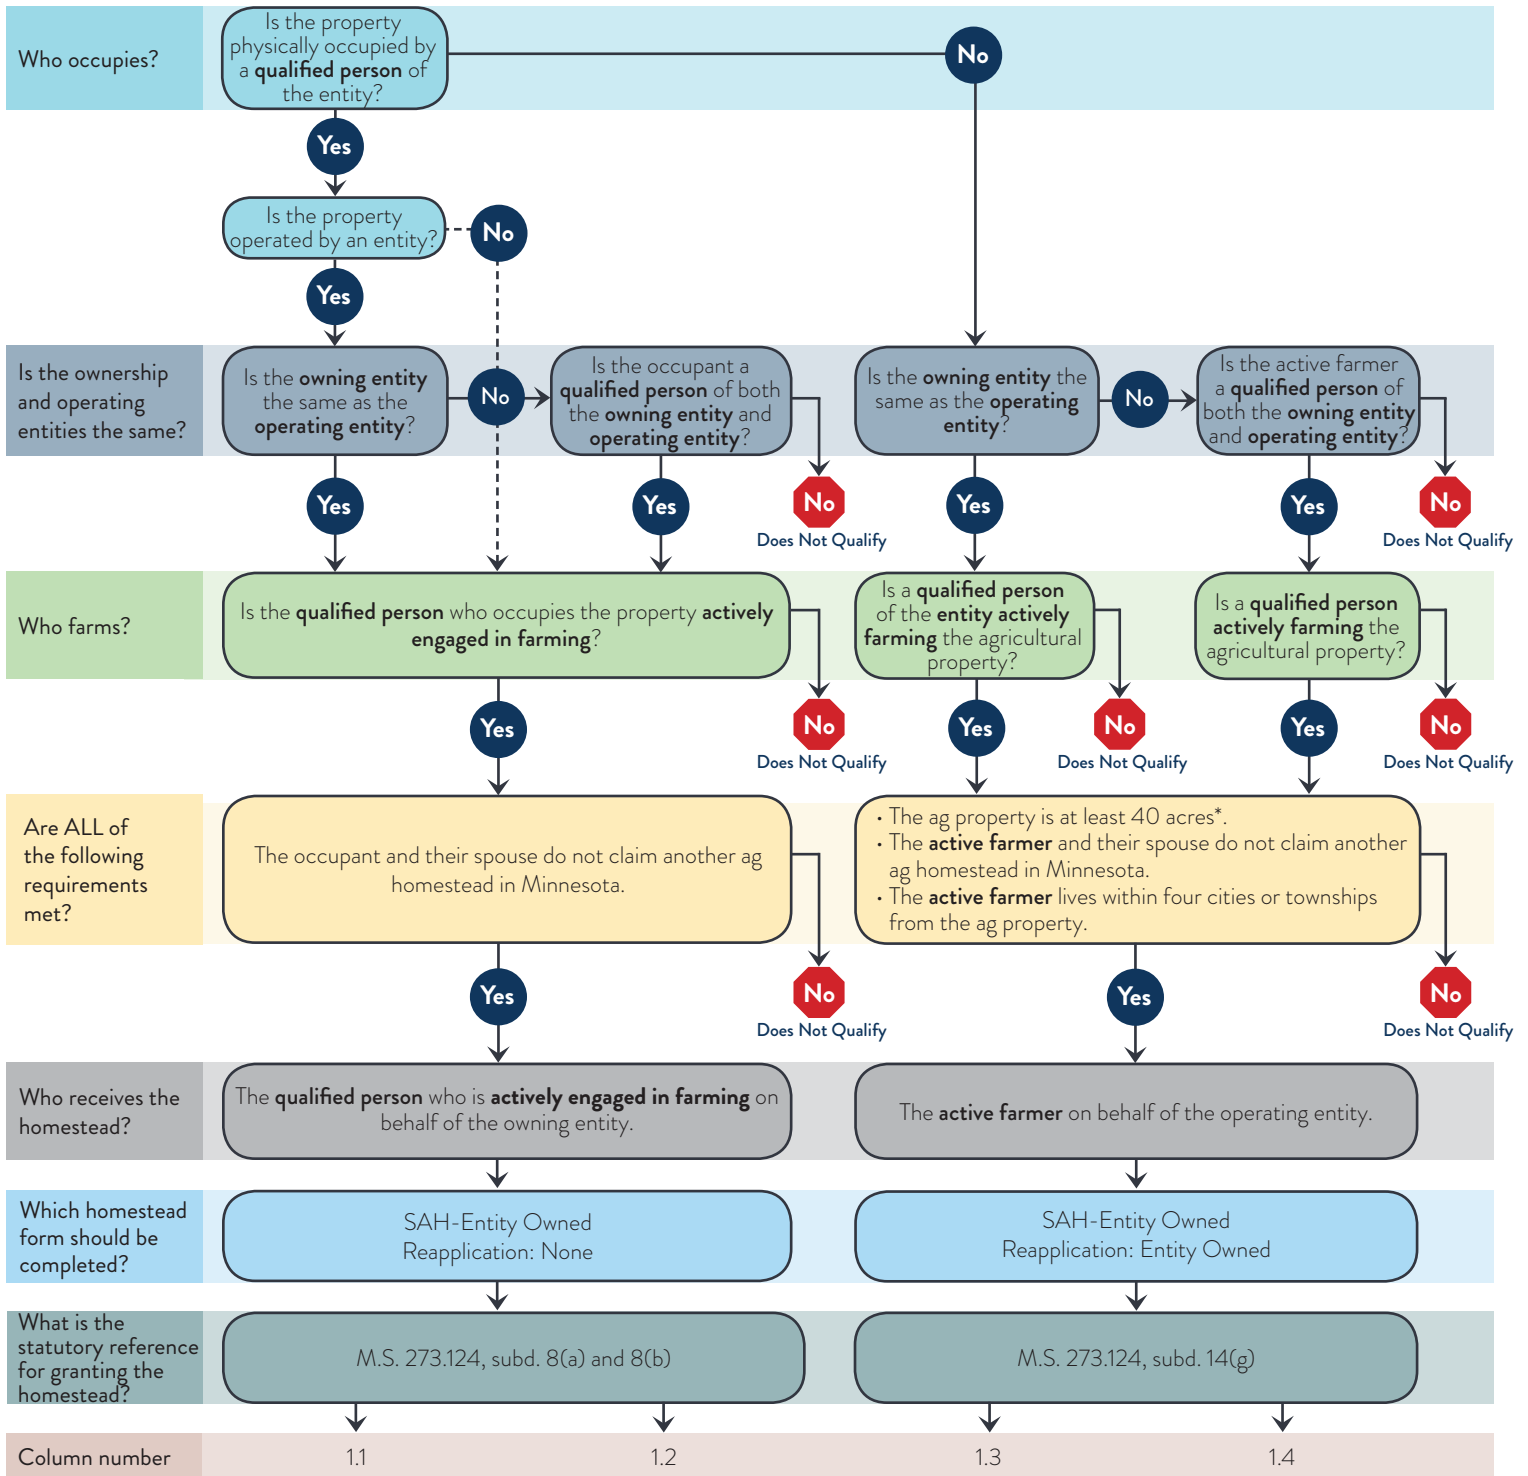 Who occupies?
Is the property
physically occupied by
a qualified person of
the entity?
No
Yes
Is the property
operated by an entity?
No
Yes
Is the ownership
and operating
entities the same?
Is the owning entity
the same as the
operating entity?
No
Is the occupant a
qualified person of both
the owning entity and
operating entity?
Is the owning entity the
same as the operating
entity?
No
Is the active farmer
a qualified person of
both the owning entity
and operating entity?
Yes
Yes
No
Does Not Qualify
Yes
Yes
No
Does Not Qualify
Who farms?
Is the qualified person who occupies the property actively
engaged in farming?
Is a qualified person
of the entity actively
farming the agricultural
property?
Is a qualified person
actively farming the
agricultural property?
Yes
No
Does Not Qualify
Yes
No
Does Not Qualify
Yes
No
Does Not Qualify
Are ALL of
the following
requirements
met?
The occupant and their spouse do not claim another ag
homestead in Minnesota.
• The ag property is at least 40 acres*.
• The active farmer and their spouse do not claim another
ag homestead in Minnesota.
• The active farmer lives within four cities or townships
from the ag property.
Yes
No
Does Not Qualify
Yes
No
Does Not Qualify
Who receives the
homestead?
The qualified person who is actively engaged in farming on
behalf of the owning entity.
The active farmer on behalf of the operating entity.
Which homestead
form should be
completed?
SAH-Entity Owned
Reapplication: None
SAH-Entity Owned
Reapplication: Entity Owned
What is the
statutory reference
for granting the
homestead?
M.S. 273.124, subd. 8(a) and 8(b)
M.S. 273.124, subd. 14(g)
Column number
1.1
1.2
1.3
1.4